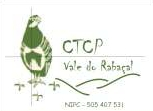 CTCP
Vale do Rabaçal
NIPC - 505 407 531